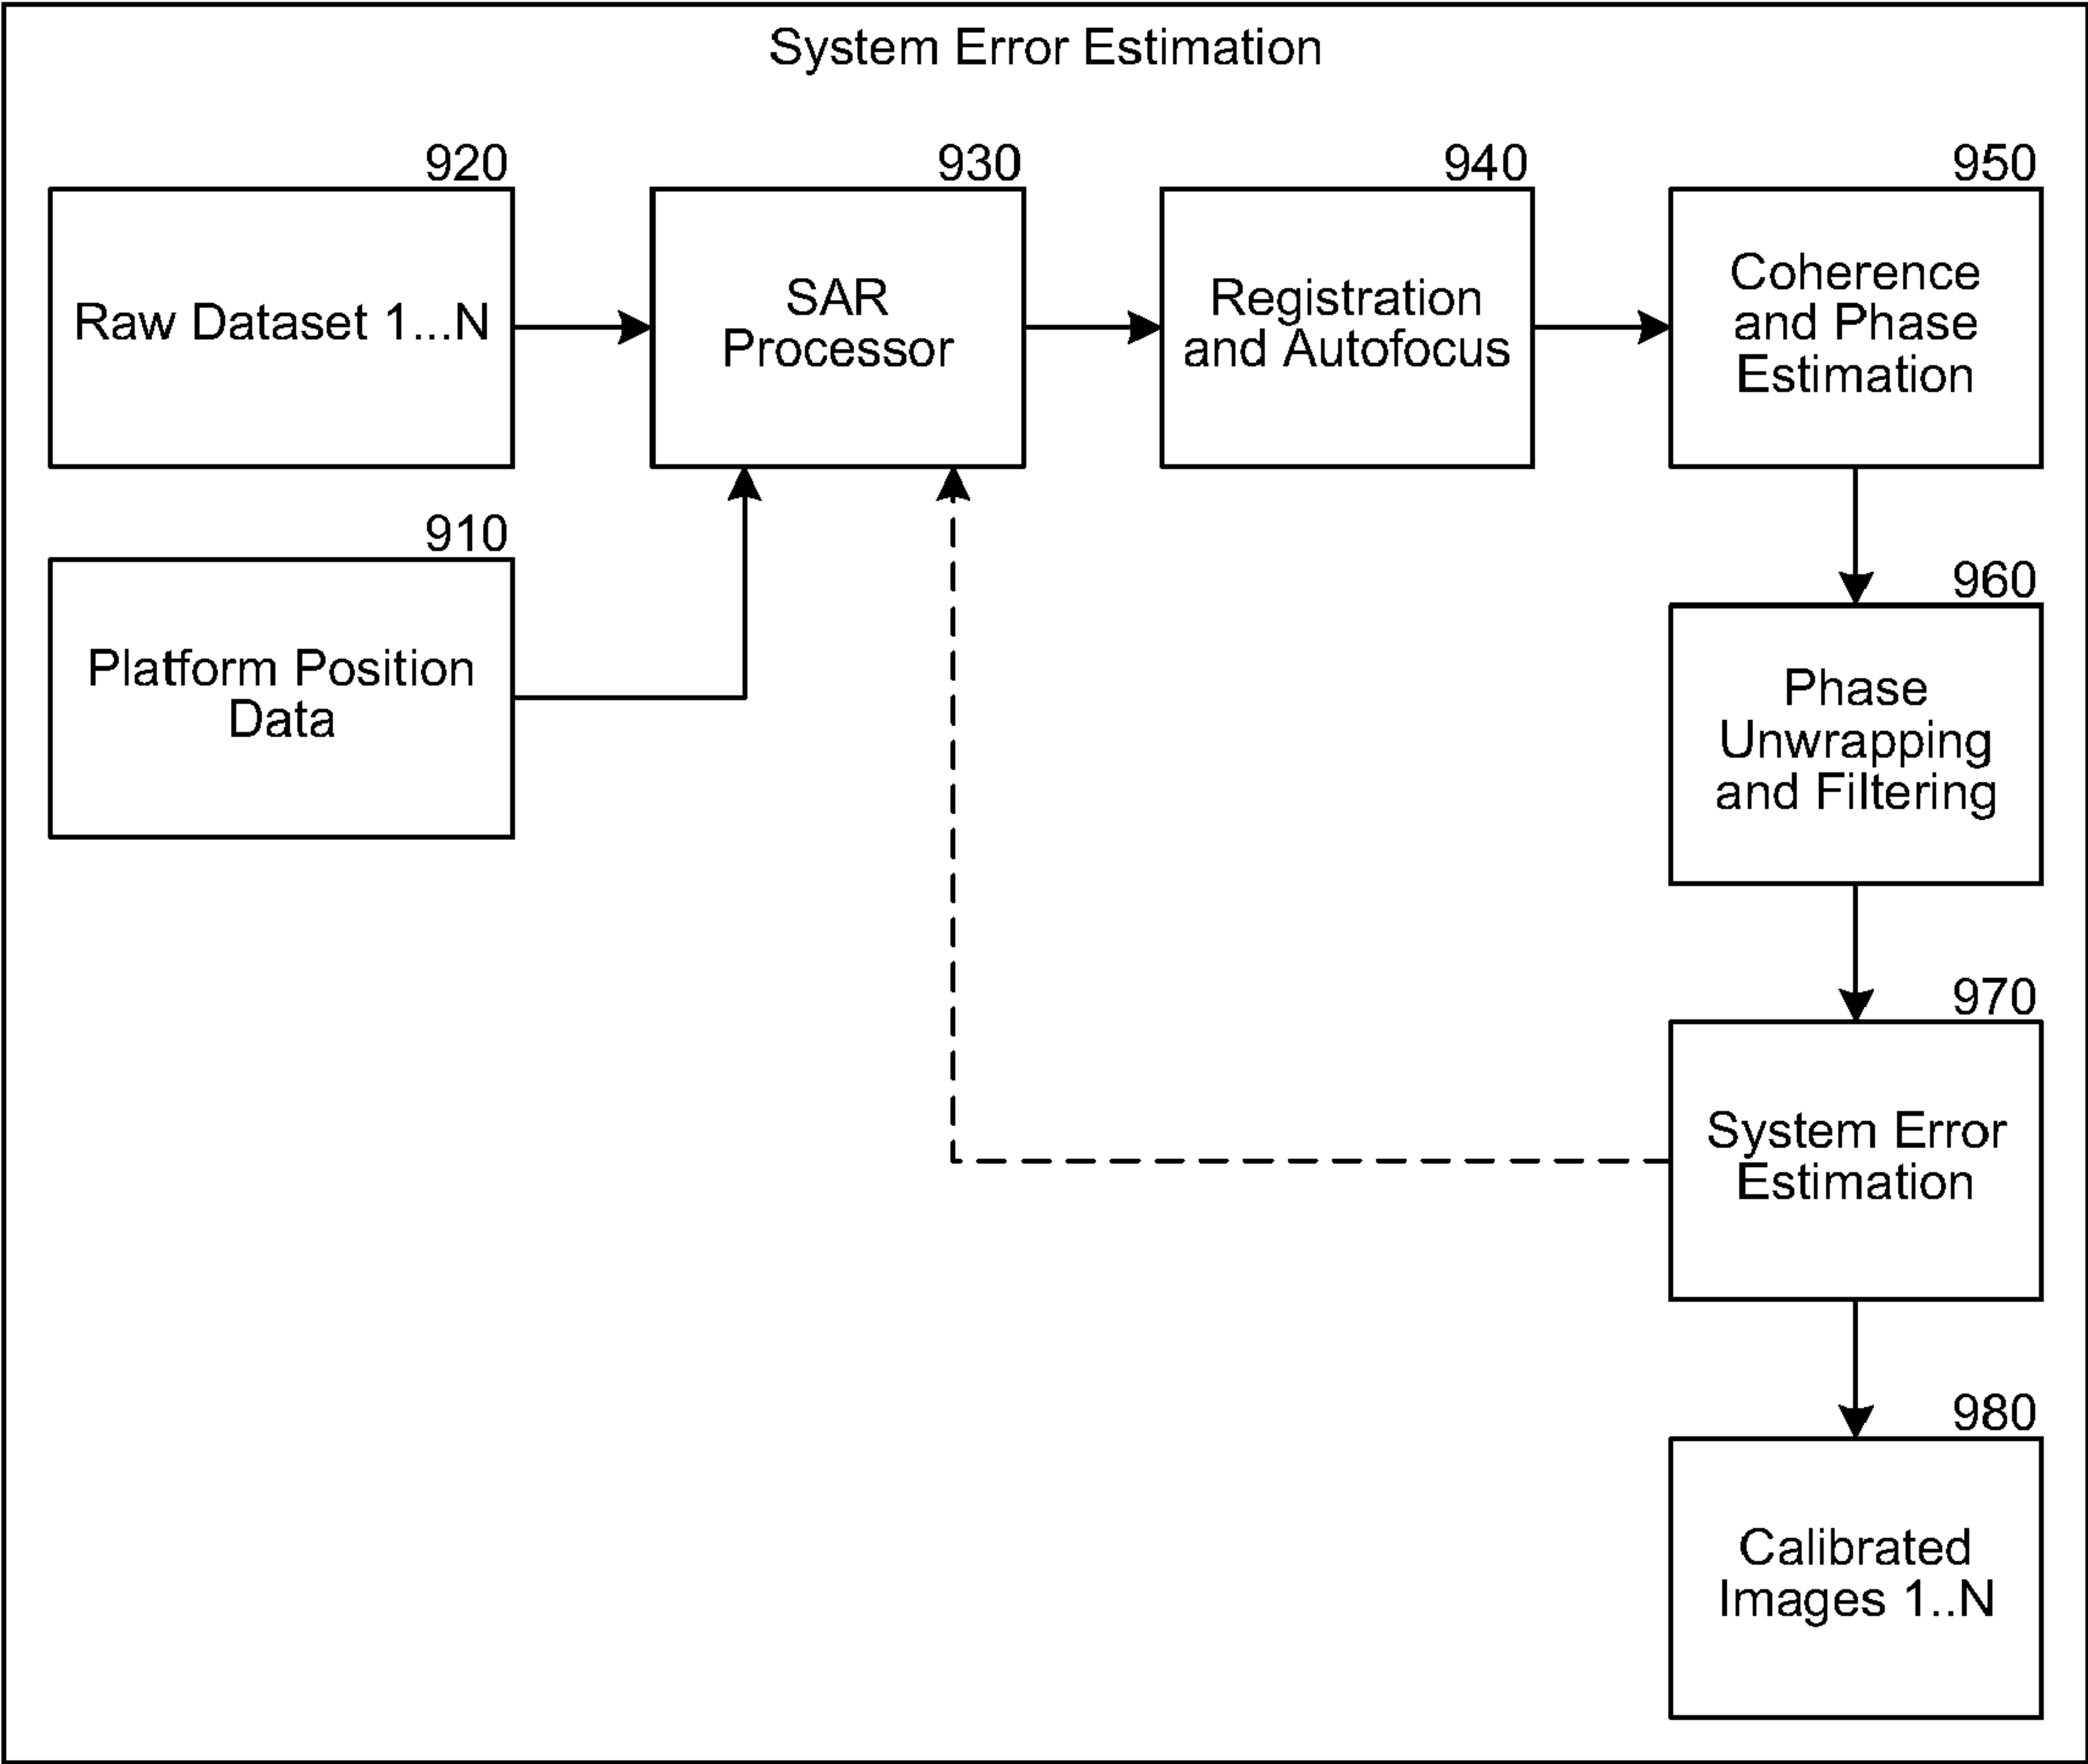 System Error Estimation
920
Raw Dataset 1...N
930
SAR
Processor
940
Registration
and Autofocus
950
Coherence
and Phase
Estimation
910
Platform Position
Data
960
Phase
Unwrapping
and Filtering
970
System Error
Estimation
980
Calibrated
Images 1..N